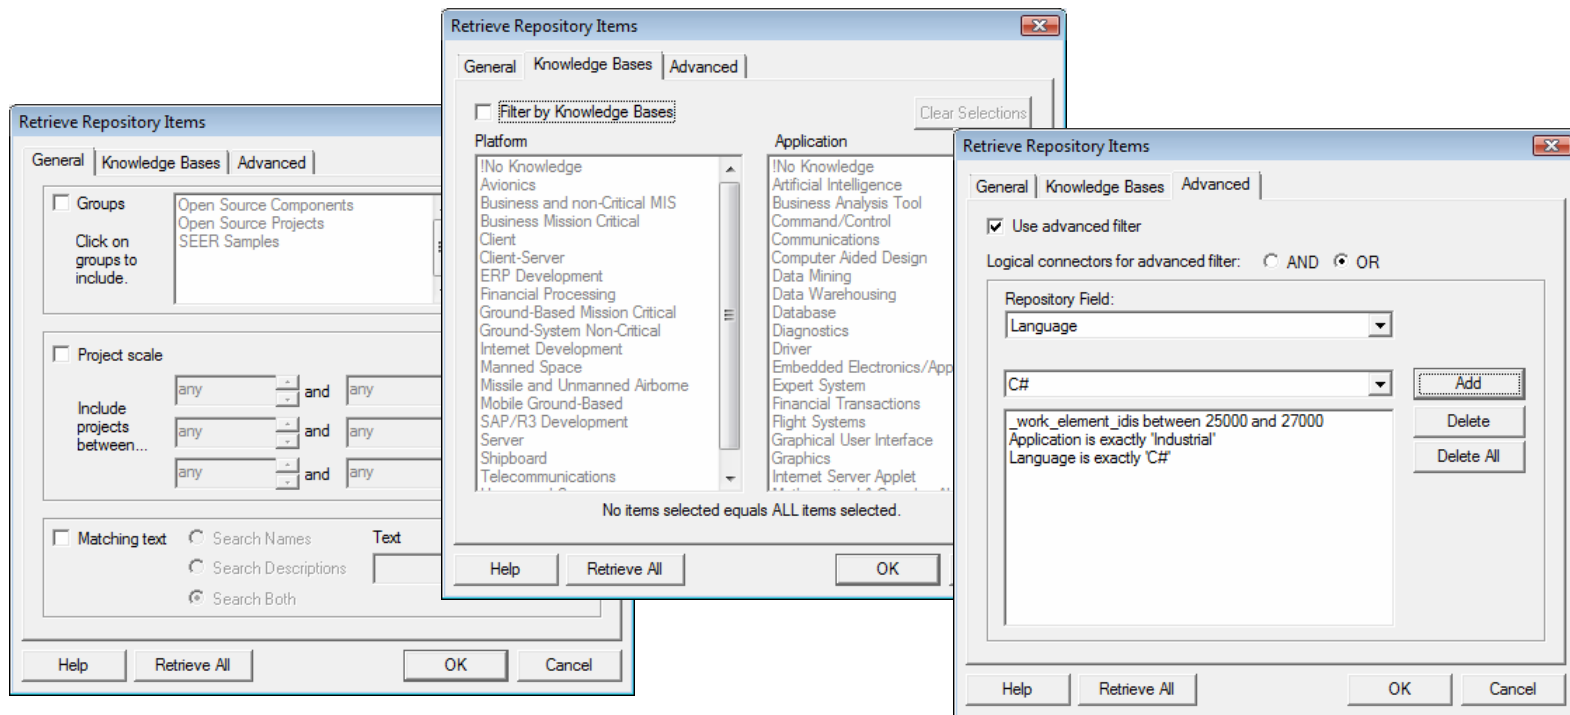 Retrieve Repository Items
General
Knowledge Bases
Advanced
Groups
Click on
groups to
include.
Open Source Components
Open Source Projects
SEER Samples
Project scale
Include
projects
between...
any
and
any
any
and
any
any
and
any
Matching text
Search Names
Search Descriptions
Search Both
Text
Help
Retrieve All
OK
Cancel
Retrieve Repository Items
General
Knowledge Bases
Advanced
Filter by Knowledge Bases
Clear Selections
Platform
!No Knowledge
Avionics
Business and non-Critical MIS
Business Mission Critical
Client
Client-Server
ERP Development
Financial Processing
Ground-Based Mission Critical
Ground-System Non-Critical
Internet Development
Manned Space
Missile and Unmanned Airborne
Mobile Ground-Based
SAP/R3 Development
Server
Shipboard
Telecommunications
Application
!No Knowledge
Artificial Intelligence
Business Analysis Tool
Command/Control
Communications
Computer Aided Design
Data Mining
Data Warehousing
Database
Diagnostics
Driver
Embedded Electronics/App
Expert System
Financial Transactions
Flight Systems
Graphical User Interface
Graphics
Internet Server Applet
No items selected equals ALL items selected.
Help
Retrieve All
OK
Retrieve Repository Items
General
Knowledge Bases
Advanced
Use advanced filter
Logical connectors for advanced filter:
AND
OR
Repository Field:
Language
C#
Add
_work_element_idis between 25000 and 27000
Application is exactly 'Industrial'
Language is exactly 'C#'
Delete
Delete All
Help
Retrieve All
OK
Cancel